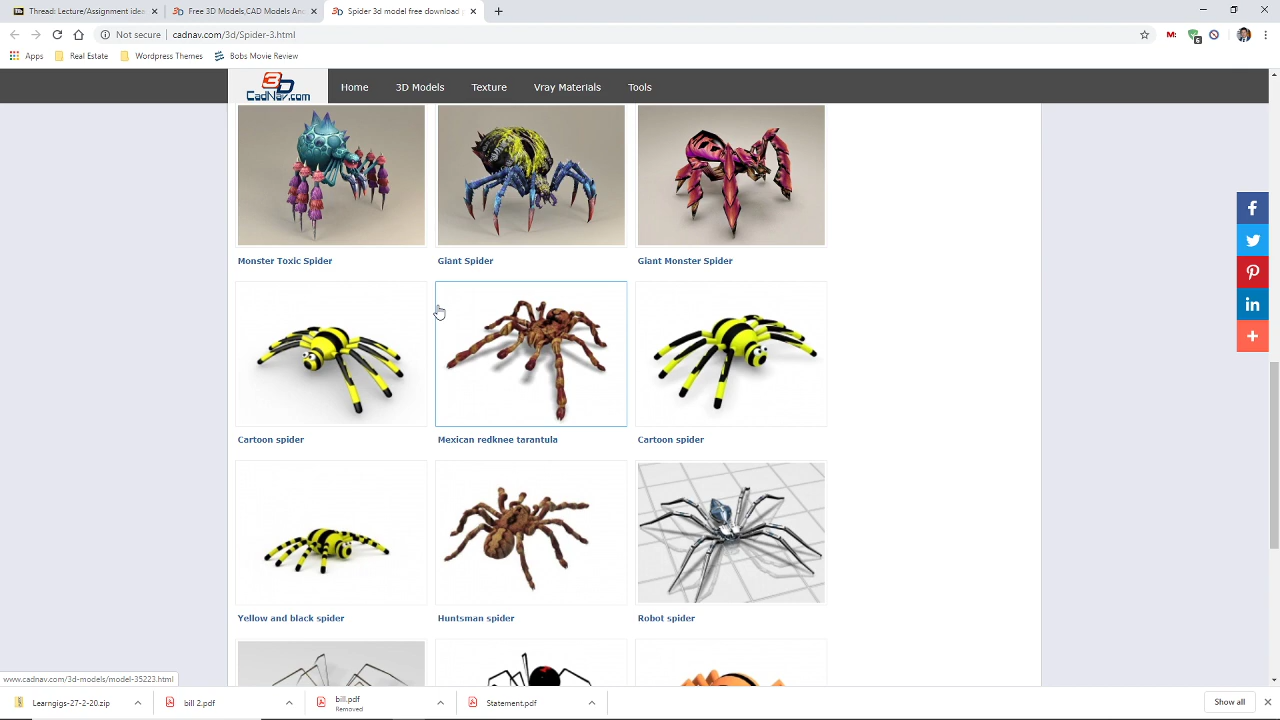 Thread: Lecture/Assignment ide
Free 3D Models,CAD Models An
Spider 3d model free download
Not secure | cadnav.com/3d/Spider-3.html
Apps Real Estate Wordpress Themes Bobs Movie Review
3D CadNav.com
Home 3D Models Texture Vray Materials Tools
Monster Toxic Spider Giant Spider Giant Monster Spider
Cartoon spider Mexican redknee tarantula Cartoon spider
Yellow and black spider Huntsman spider Robot spider
www.cadnav.com/3d-models/model-35223.html
Learngigs-27-2-20.zip bill 2.pdf bill.pdf Statement.pdf Show all
Removed